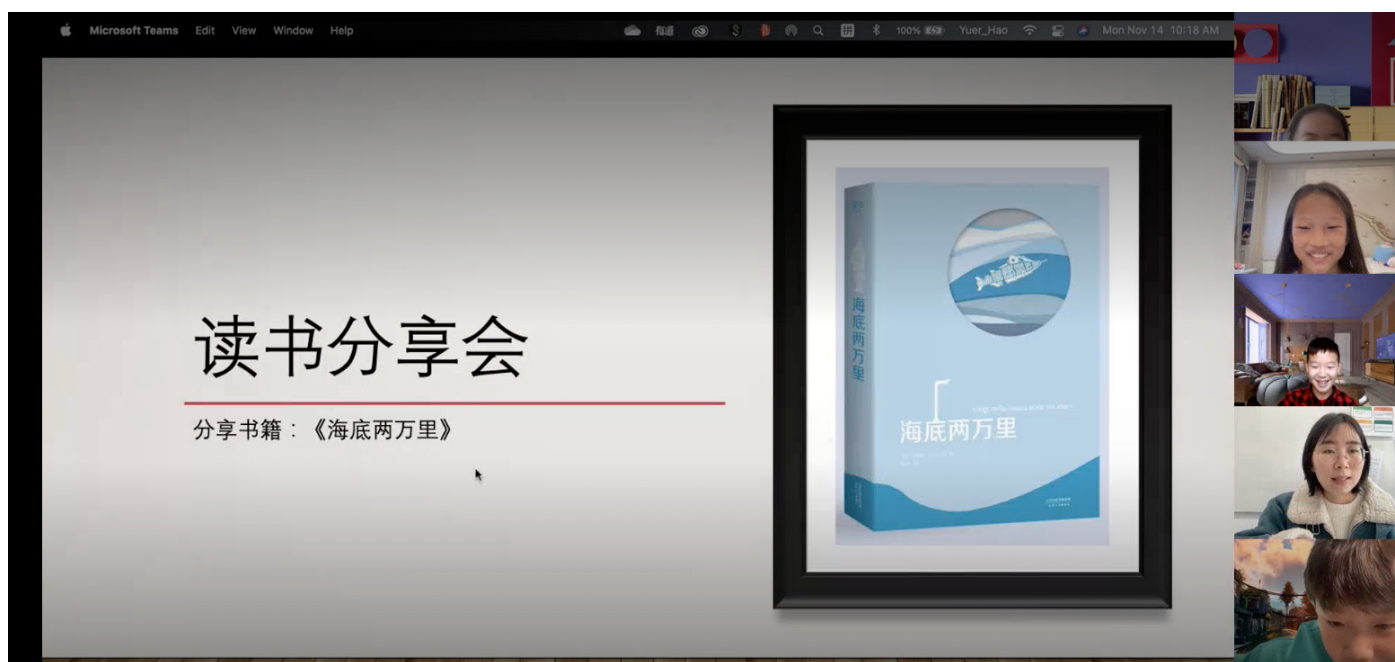 Microsoft Teams Edit View Window Help
100% Yuer_Hao Mon Nov 14 10:18 AM
读书分享会
分享书籍：《海底两万里》
海底两万里
海底两万里